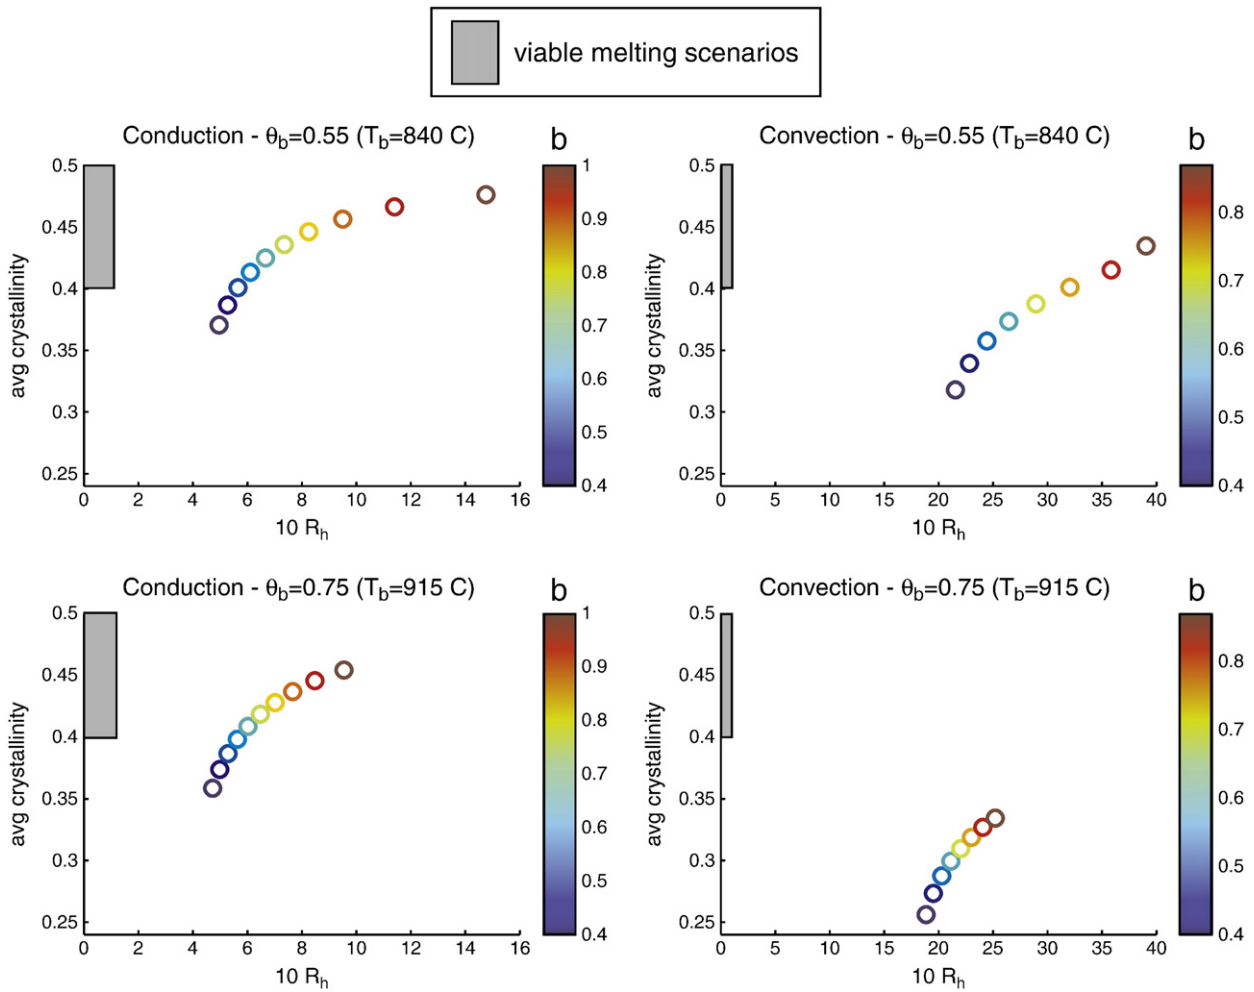 viable melting scenarios
Conduction - θb=0.55 (Tb=840 C)
b
avg crystallinity
0.5
0.45
0.4
0.35
0.3
0.25
0 2 4 6 8 10 12 14 16
10 Rh
1
0.9
0.8
0.7
0.6
0.5
0.4
Convection - θb=0.55 (Tb=840 C)
b
avg crystallinity
0.5
0.45
0.4
0.35
0.3
0.25
0 5 10 15 20 25 30 35 40
10 Rh
0.8
0.7
0.6
0.5
0.4
Conduction - θb=0.75 (Tb=915 C)
b
avg crystallinity
0.5
0.45
0.4
0.35
0.3
0.25
0 2 4 6 8 10 12 14 16
10 Rh
1
0.9
0.8
0.7
0.6
0.5
0.4
Convection - θb=0.75 (Tb=915 C)
b
avg crystallinity
0.5
0.45
0.4
0.35
0.3
0.25
0 5 10 15 20 25 30 35 40
10 Rh
0.8
0.7
0.6
0.5
0.4